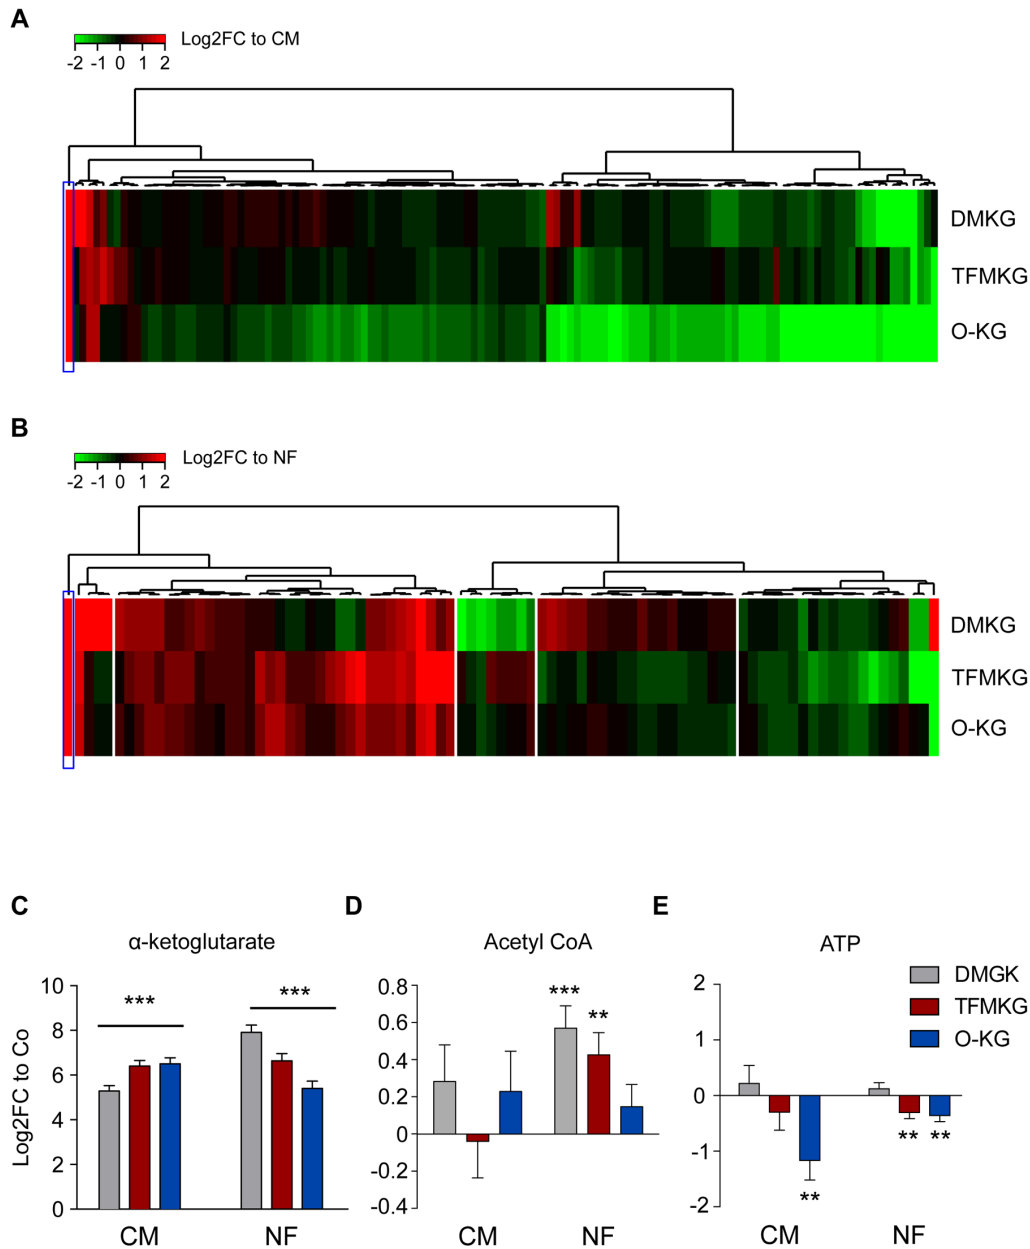 A
Log2FC to CM
-2 -1 0 1 2
DMKG
TFMKG
O-KG
B
Log2FC to NF
-2 -1 0 1 2
DMKG
TFMKG
O-KG
C D E
α-ketoglutarate
Acetyl CoA
ATP
DMGK
TFMKG
O-KG
Log2FC to Co
10
8
6
4
2
0
***
***
CM NF
0.8
0.6
0.4
0.2
0
-0.2
-0.4
***
**
CM NF
2
1
0
-1
-2
**
**
**
CM NF